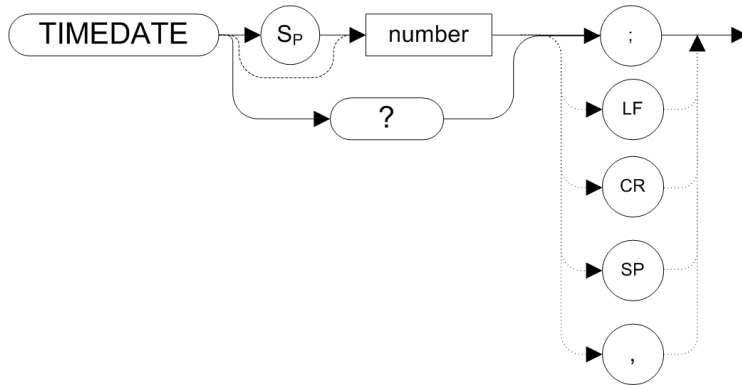 TIMEDATE
SP
number
;
?
LF
CR
SP
,